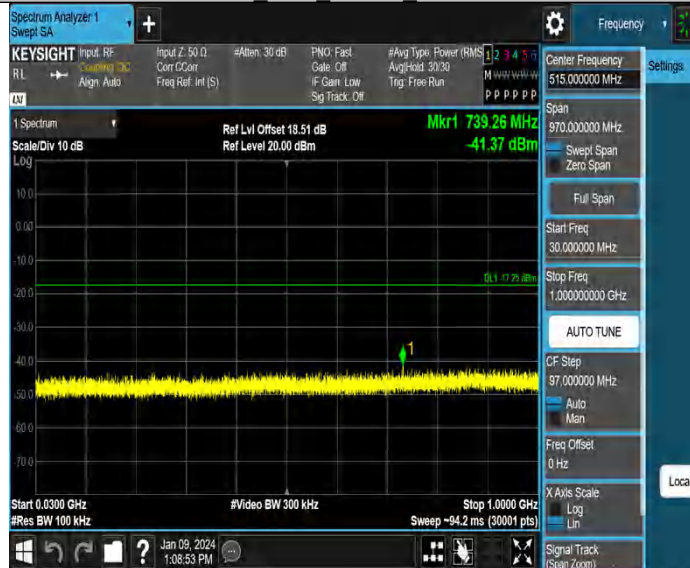 Spectrum Analyzer 1
Swept SA
+
Frequency
KEYSIGHT
RL
Input: RF
Coupling: DC
Align: Auto
Input Z: 50 Ω
Corr CCorr
Freq Ref: Int (S)
#Atten: 30 dB
PNO: Fast
Gate: Off
IF Gain: Low
Sig Track: Off
#Avg Type: Power (RMS
Avg|Hold: 30/30
Trig: Free Run
1 2 3 4 5 6
M W W W W W
P P P P P P
LXI
1 Spectrum
Scale/Div 10 dB
Log
Ref Lvl Offset 18.51 dB
Ref Level 20.00 dBm
Mkr1 739.26 MHz
-41.37 dBm
10.0
0.00
-10.0
-20.0
-30.0
-40.0
-50.0
-60.0
-70.0
DL1 -17.25 dBm
1
Start 0.0300 GHz
#Res BW 100 kHz
#Video BW 300 kHz
Stop 1.0000 GHz
Sweep ~94.2 ms (30001 pts)
?
Jan 09, 2024
1:08:53 PM
Center Frequency
515.000000 MHz
Settings
Span
970.000000 MHz
Swept Span
Zero Span
Full Span
Start Freq
30.000000 MHz
Stop Freq
1.000000000 GHz
AUTO TUNE
CF Step
97.000000 MHz
Auto
Man
Freq Offset
0 Hz
X Axis Scale
Log
Lin
Loca
Signal Track
(Span Zoom)